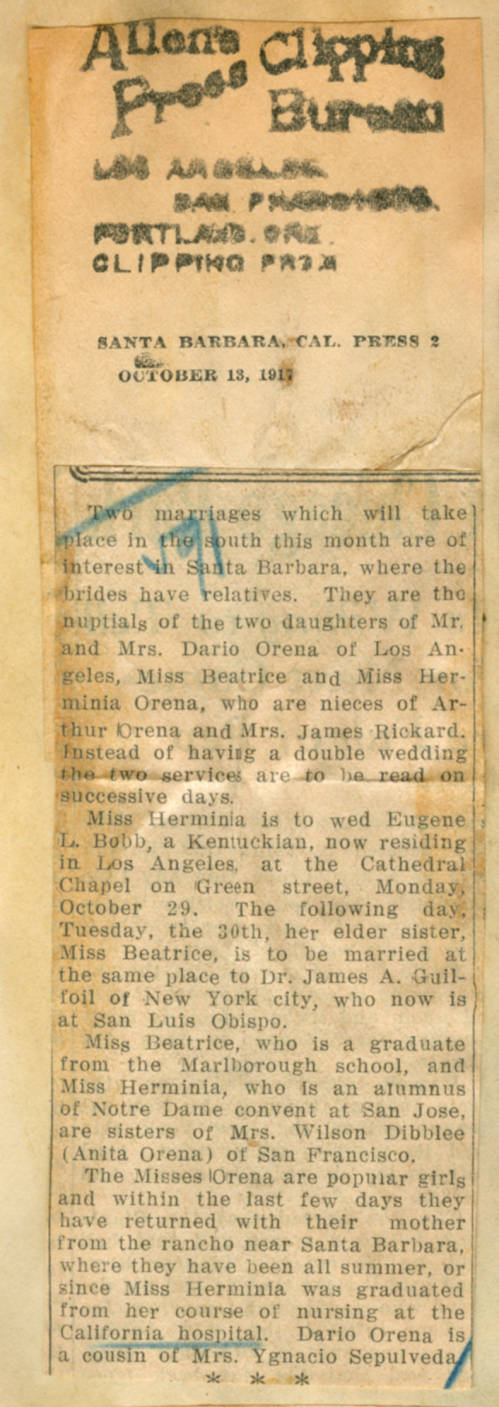 Allen's Clipping
Press
Bureau
LOS ANGELES.
SAN FRANCISCO.
PORTLAND. ORE.
CLIPPING FROM
SANTA BARBARA, CAL. PRESS 2
OCTOBER 13, 1917
Two marriages which will take
place in the south this month are of
interest in Santa Barbara, where the
brides have relatives. They are the
nuptials of the two daughters of Mr.
and Mrs. Dario Orena of Los An-
geles, Miss Beatrice and Miss Her-
minia Orena, who are nieces of Ar-
thur Orena and Mrs. James Rickard.
Instead of having a double wedding
the two services are to be read on
successive days.
Miss Herminia is to wed Eugene
L. Bobb, a Kentuckian, now residing
in Los Angeles, at the Cathedral
Chapel on Green street, Monday,
October 29. The following day,
Tuesday, the 30th, her elder sister,
Miss Beatrice, is to be married at
the same place to Dr. James A. Guil-
foil of New York city, who now is
at San Luis Obispo.
Miss Beatrice, who is a graduate
from the Marlborough school, and
Miss Herminia, who is an alumnus
of Notre Dame convent at San Jose,
are sisters of Mrs. Wilson Dibblee
(Anita Orena) of San Francisco.
The Misses Orena are popular girls
and within the last few days they
have returned with their mother
from the rancho near Santa Barbara,
where they have been all summer, or
since Miss Herminia was graduated
from her course of nursing at the
California hospital. Dario Orena is
a cousin of Mrs. Ygnacio Sepulveda
* * *